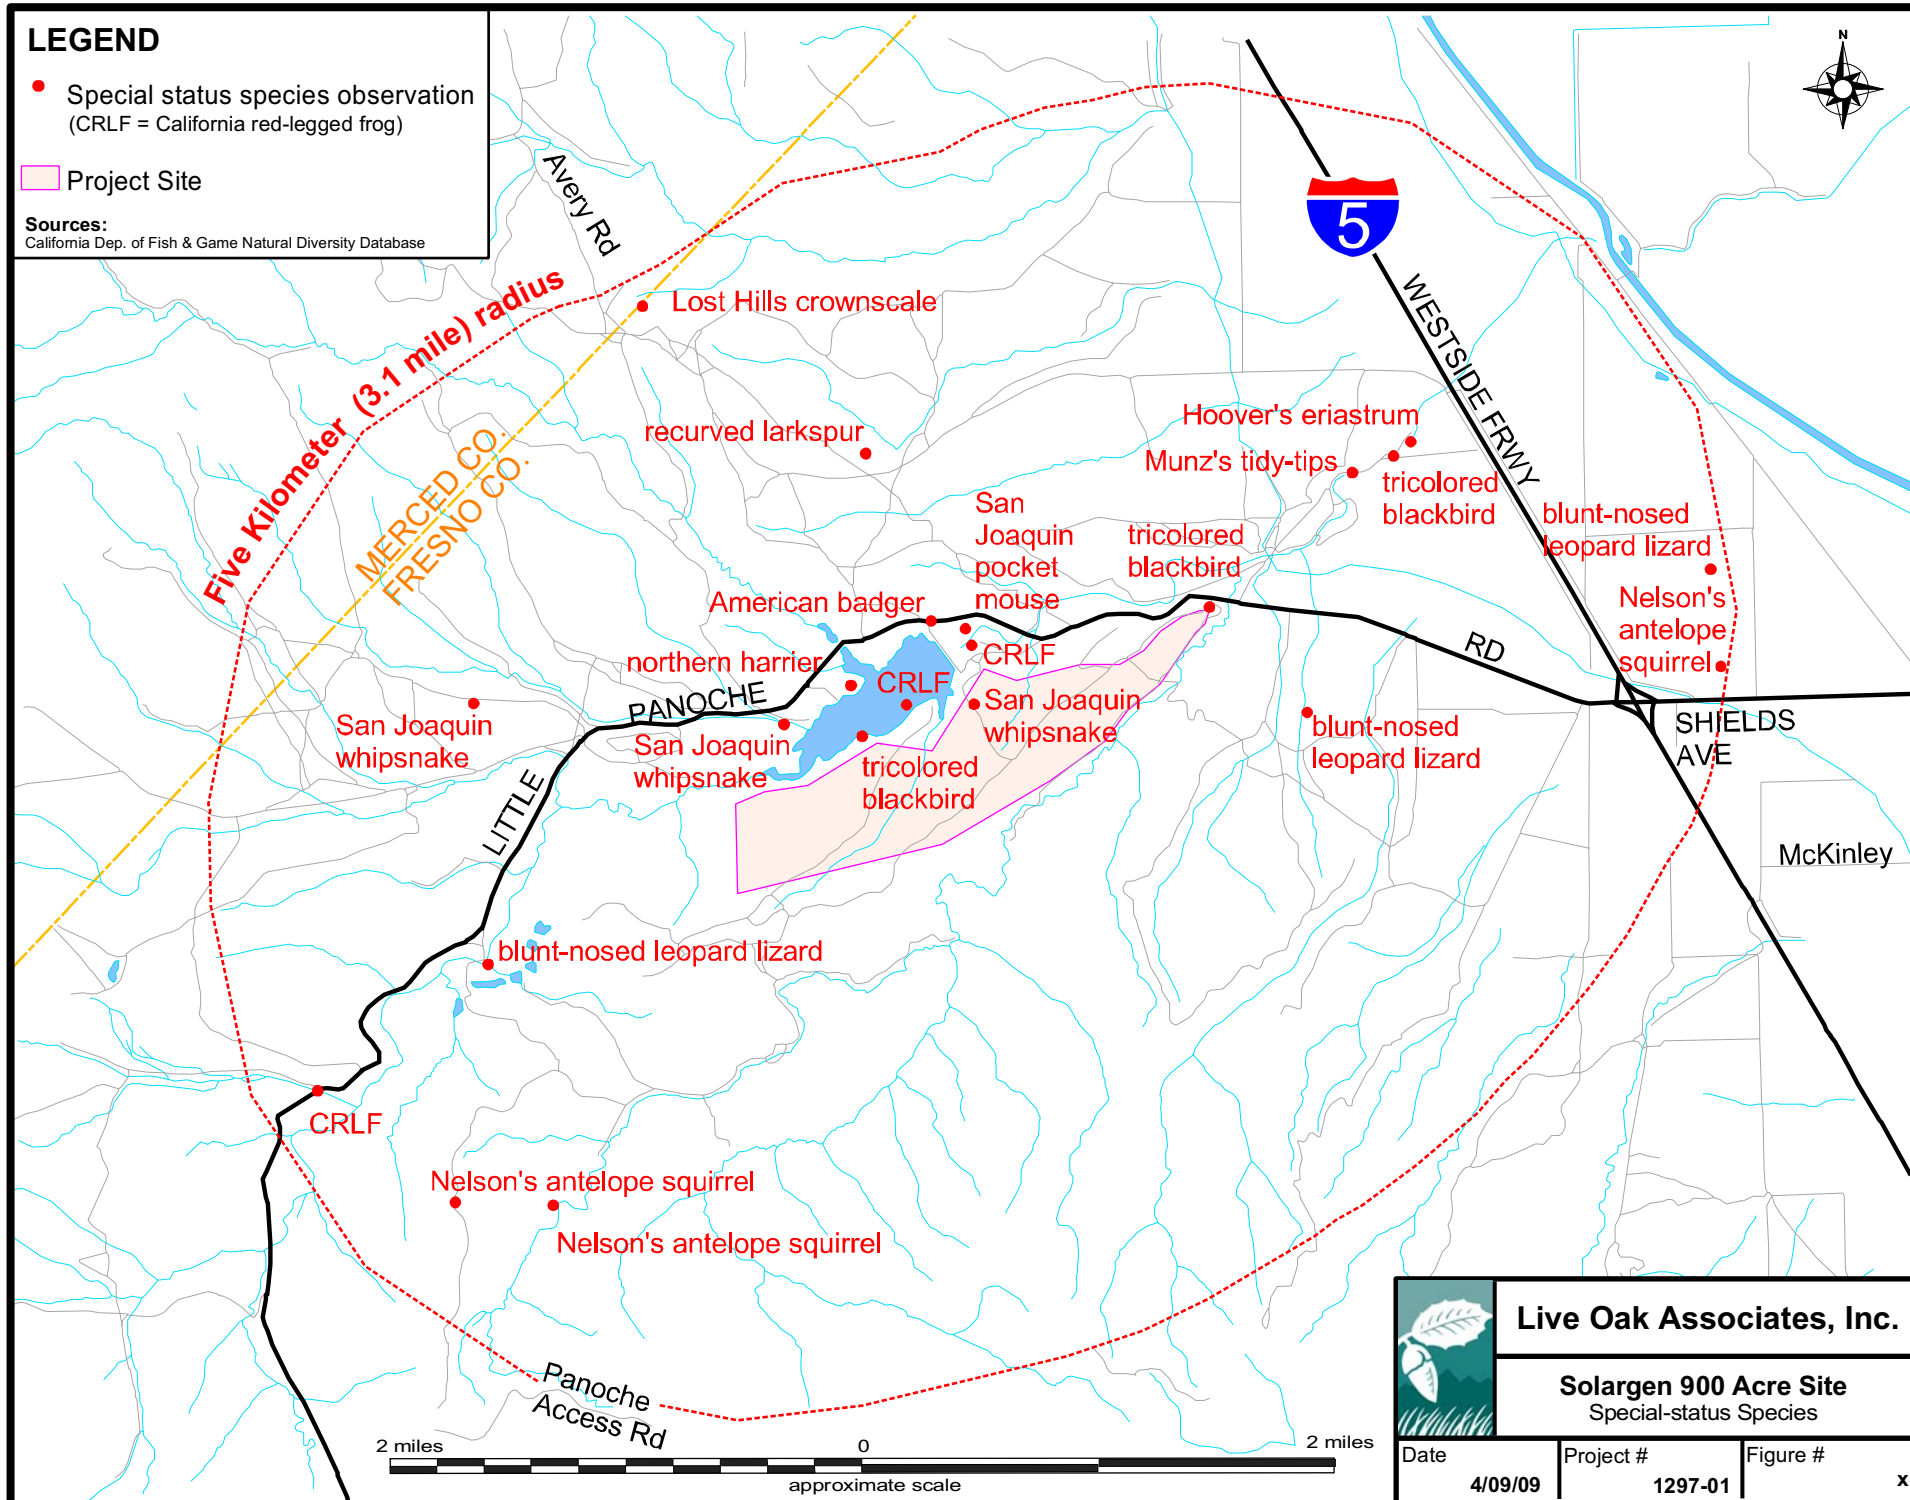 LEGEND
Special status species observation
(CRLF = California red-legged frog)
Project Site
Sources:
California Dep. of Fish & Game Natural Diversity Database
N
Avery Rd
5
WESTSIDE FRWY
Five Kilometer (3.1 mile) radius
MERCED CO.
FRESNO CO.
Lost Hills crownscale
recurved larkspur
Hoover's eriastrum
Munz's tidy-tips
tricolored
blackbird
San
Joaquin
pocket
mouse
tricolored
blackbird
blunt-nosed
leopard lizard
Nelson's
antelope
squirrel
American badger
northern harrier
CRLF
CRLF
RD
PANOCHE
LITTLE
San Joaquin
whipsnake
San Joaquin
whipsnake
San Joaquin
whipsnake
tricolored
blackbird
blunt-nosed
leopard lizard
SHIELDS
AVE
McKinley
blunt-nosed leopard lizard
CRLF
Nelson's antelope squirrel
Nelson's antelope squirrel
Panoche
Access Rd
2 miles
0
2 miles
approximate scale
Live Oak Associates, Inc.
Solargen 900 Acre Site
Special-status Species
Date
4/09/09
Project #
1297-01
Figure #
x